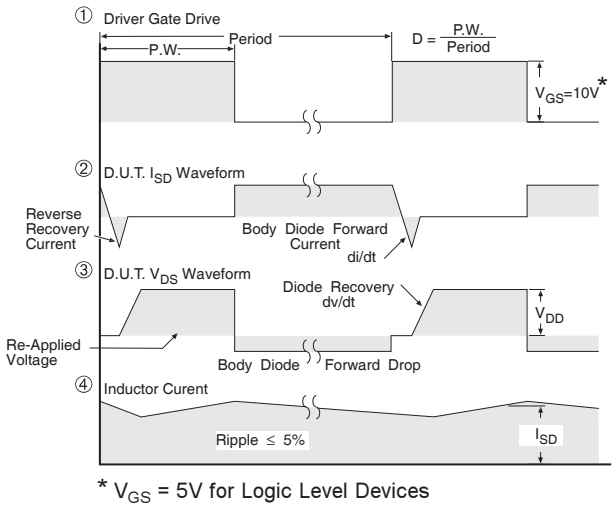 ① Driver Gate Drive
P.W.
Period
D = P.W.
Period
V_GS=10V*
② D.U.T. I_SD Waveform
Reverse
Recovery
Current
Body Diode Forward
Current
di/dt
③ D.U.T. V_DS Waveform
Diode Recovery
dv/dt
V_DD
Re-Applied
Voltage
Body Diode Forward Drop
④ Inductor Curent
Ripple ≤ 5%
I_SD
* V_GS = 5V for Logic Level Devices